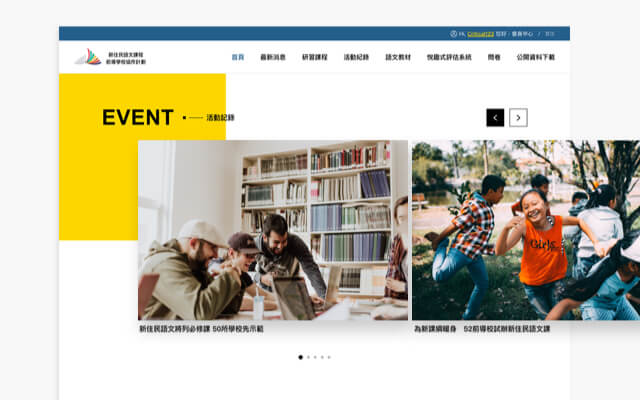 Hi, Critical123 您好，會員中心 / 登出
新住民語文課程
前導學校協作計劃
首頁 最新消息 研習課程 活動紀錄 語文教材 悅趣式評估系統 問卷 公開資料下載
EVENT 活動記錄
Girls
新住民語文將列必修課 50所學校先示範
為新課綱暖身 52前導校試辦新住民語文課